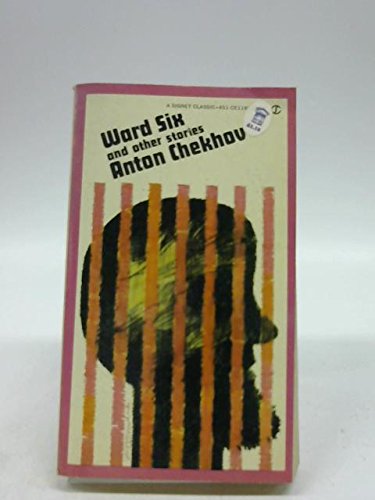 A SIGNET CLASSIC
Ward Six
and other stories
Anton Chekhov